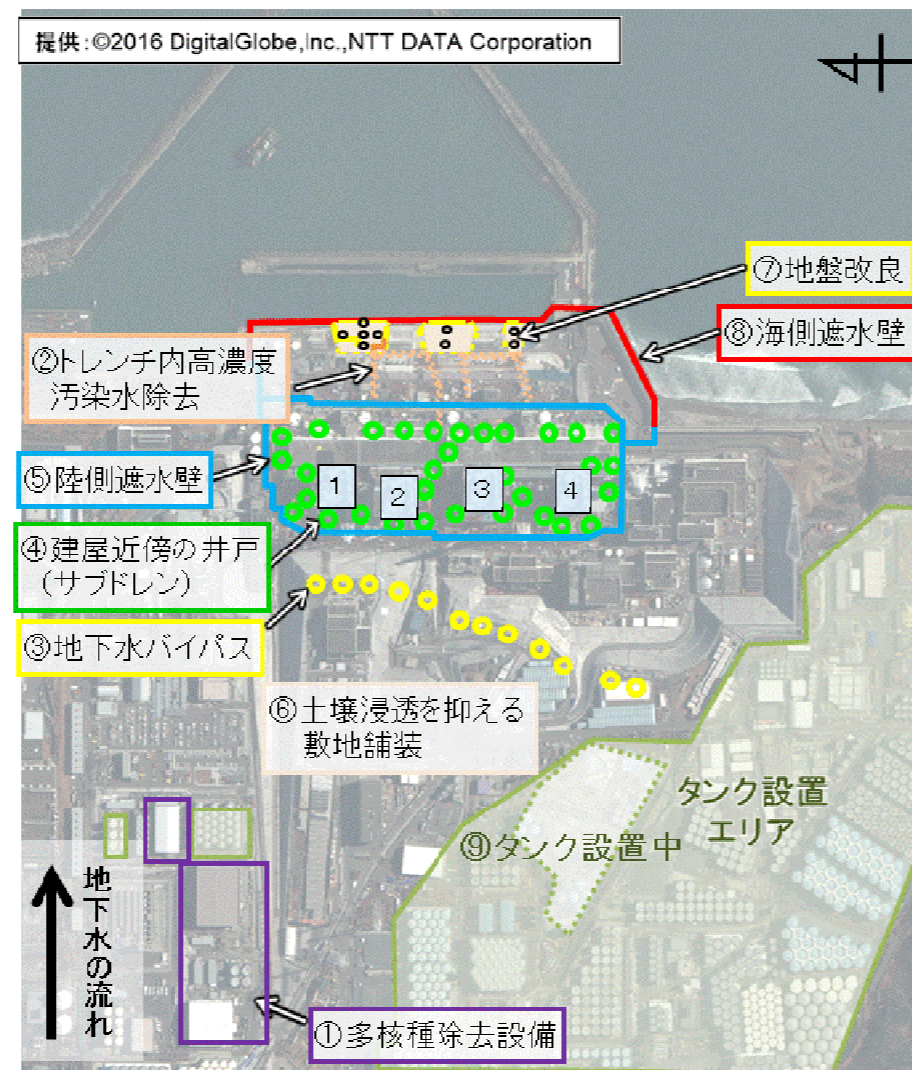 提供:©2016 DigitalGlobe,Inc.,NTT DATA Corporation
⑦地盤改良
⑧海側遮水壁
②トレンチ内高濃度
汚染水除去
⑤陸側遮水壁
1
2
3
4
④建屋近傍の井戸
(サブドレン)
③地下水バイパス
⑥土壌浸透を抑える
敷地舗装
タンク設置
エリア
⑨タンク設置中
地下水の流れ
①多核種除去設備